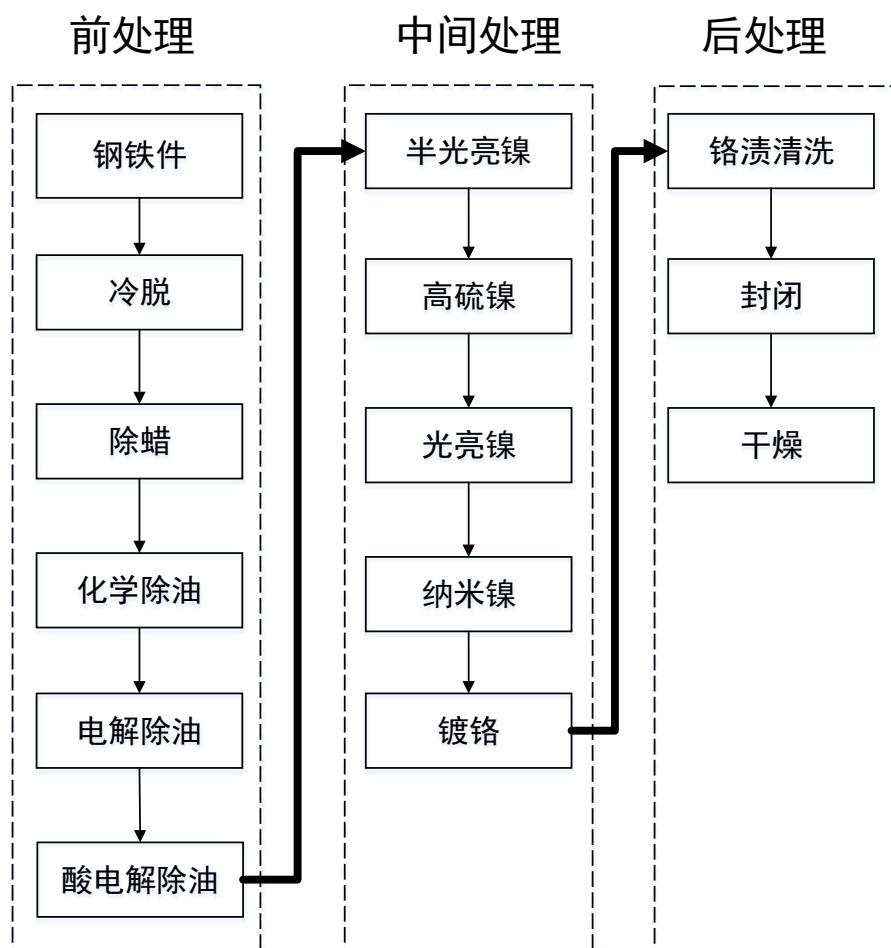 前处理
钢铁件
冷脱
除蜡
化学除油
电解除油
酸电解除油
中间处理
半光亮镍
高硫镍
光亮镍
纳米镍
镀铬
后处理
铬渍清洗
封闭
干燥